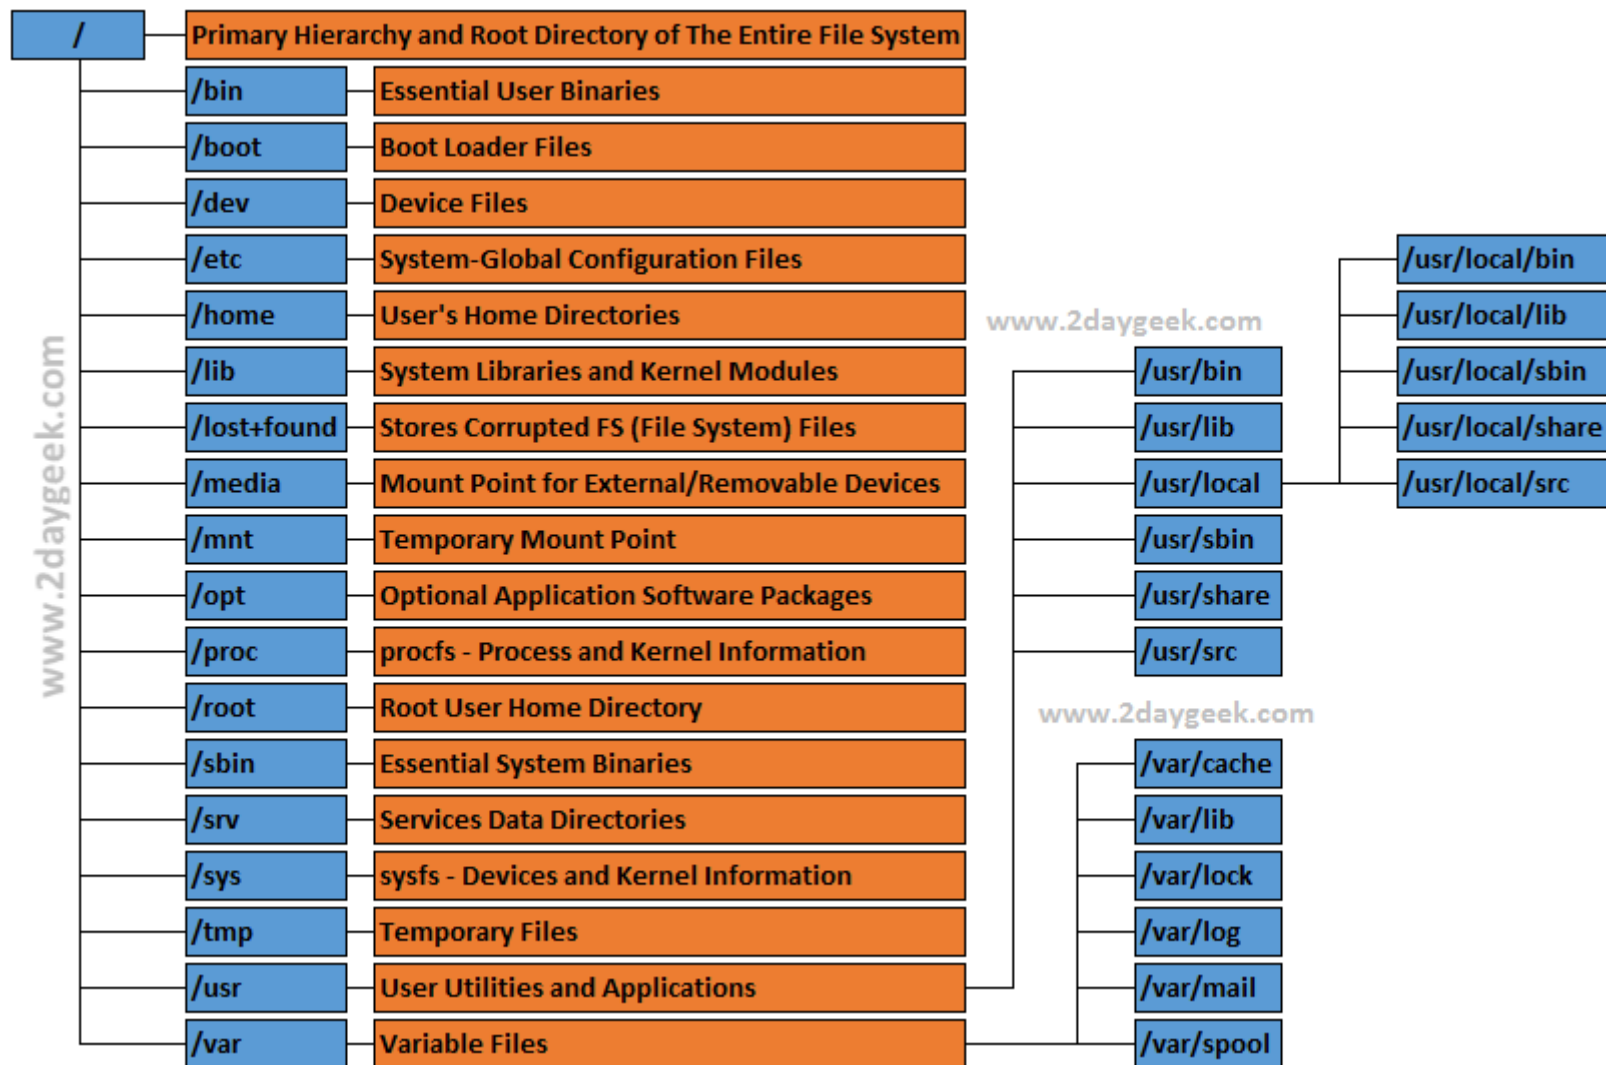 / Primary Hierarchy and Root Directory of The Entire File System
/bin Essential User Binaries
/boot Boot Loader Files
/dev Device Files
/etc System-Global Configuration Files
/home User's Home Directories
/lib System Libraries and Kernel Modules
/lost+found Stores Corrupted FS (File System) Files
/media Mount Point for External/Removable Devices
/mnt Temporary Mount Point
/opt Optional Application Software Packages
/proc procfs - Process and Kernel Information
/root Root User Home Directory
/sbin Essential System Binaries
/srv Services Data Directories
/sys sysfs - Devices and Kernel Information
/tmp Temporary Files
/usr User Utilities and Applications
/var Variable Files
www.2daygeek.com
www.2daygeek.com
/usr/bin
/usr/lib
/usr/local
/usr/sbin
/usr/share
/usr/src
www.2daygeek.com
/var/cache
/var/lib
/var/lock
/var/log
/var/mail
/var/spool
/usr/local/bin
/usr/local/lib
/usr/local/sbin
/usr/local/share
/usr/local/src